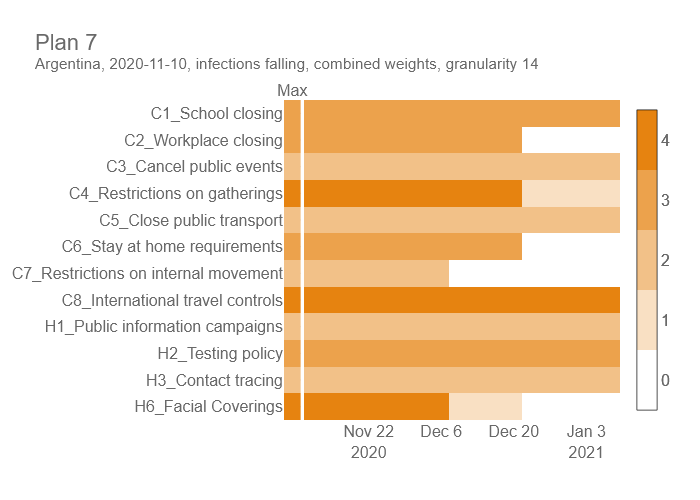 Plan 7
Argentina, 2020-11-10, infections falling, combined weights, granularity 14
Max
C1_School closing
C2_Workplace closing
C3_Cancel public events
C4_Restrictions on gatherings
C5_Close public transport
C6_Stay at home requirements
C7_Restrictions on internal movement
C8_International travel controls
H1_Public information campaigns
H2_Testing policy
H3_Contact tracing
H6_Facial Coverings
4
3
2
1
0
Nov 22 Dec 6 Dec 20 Jan 3
2020 2021